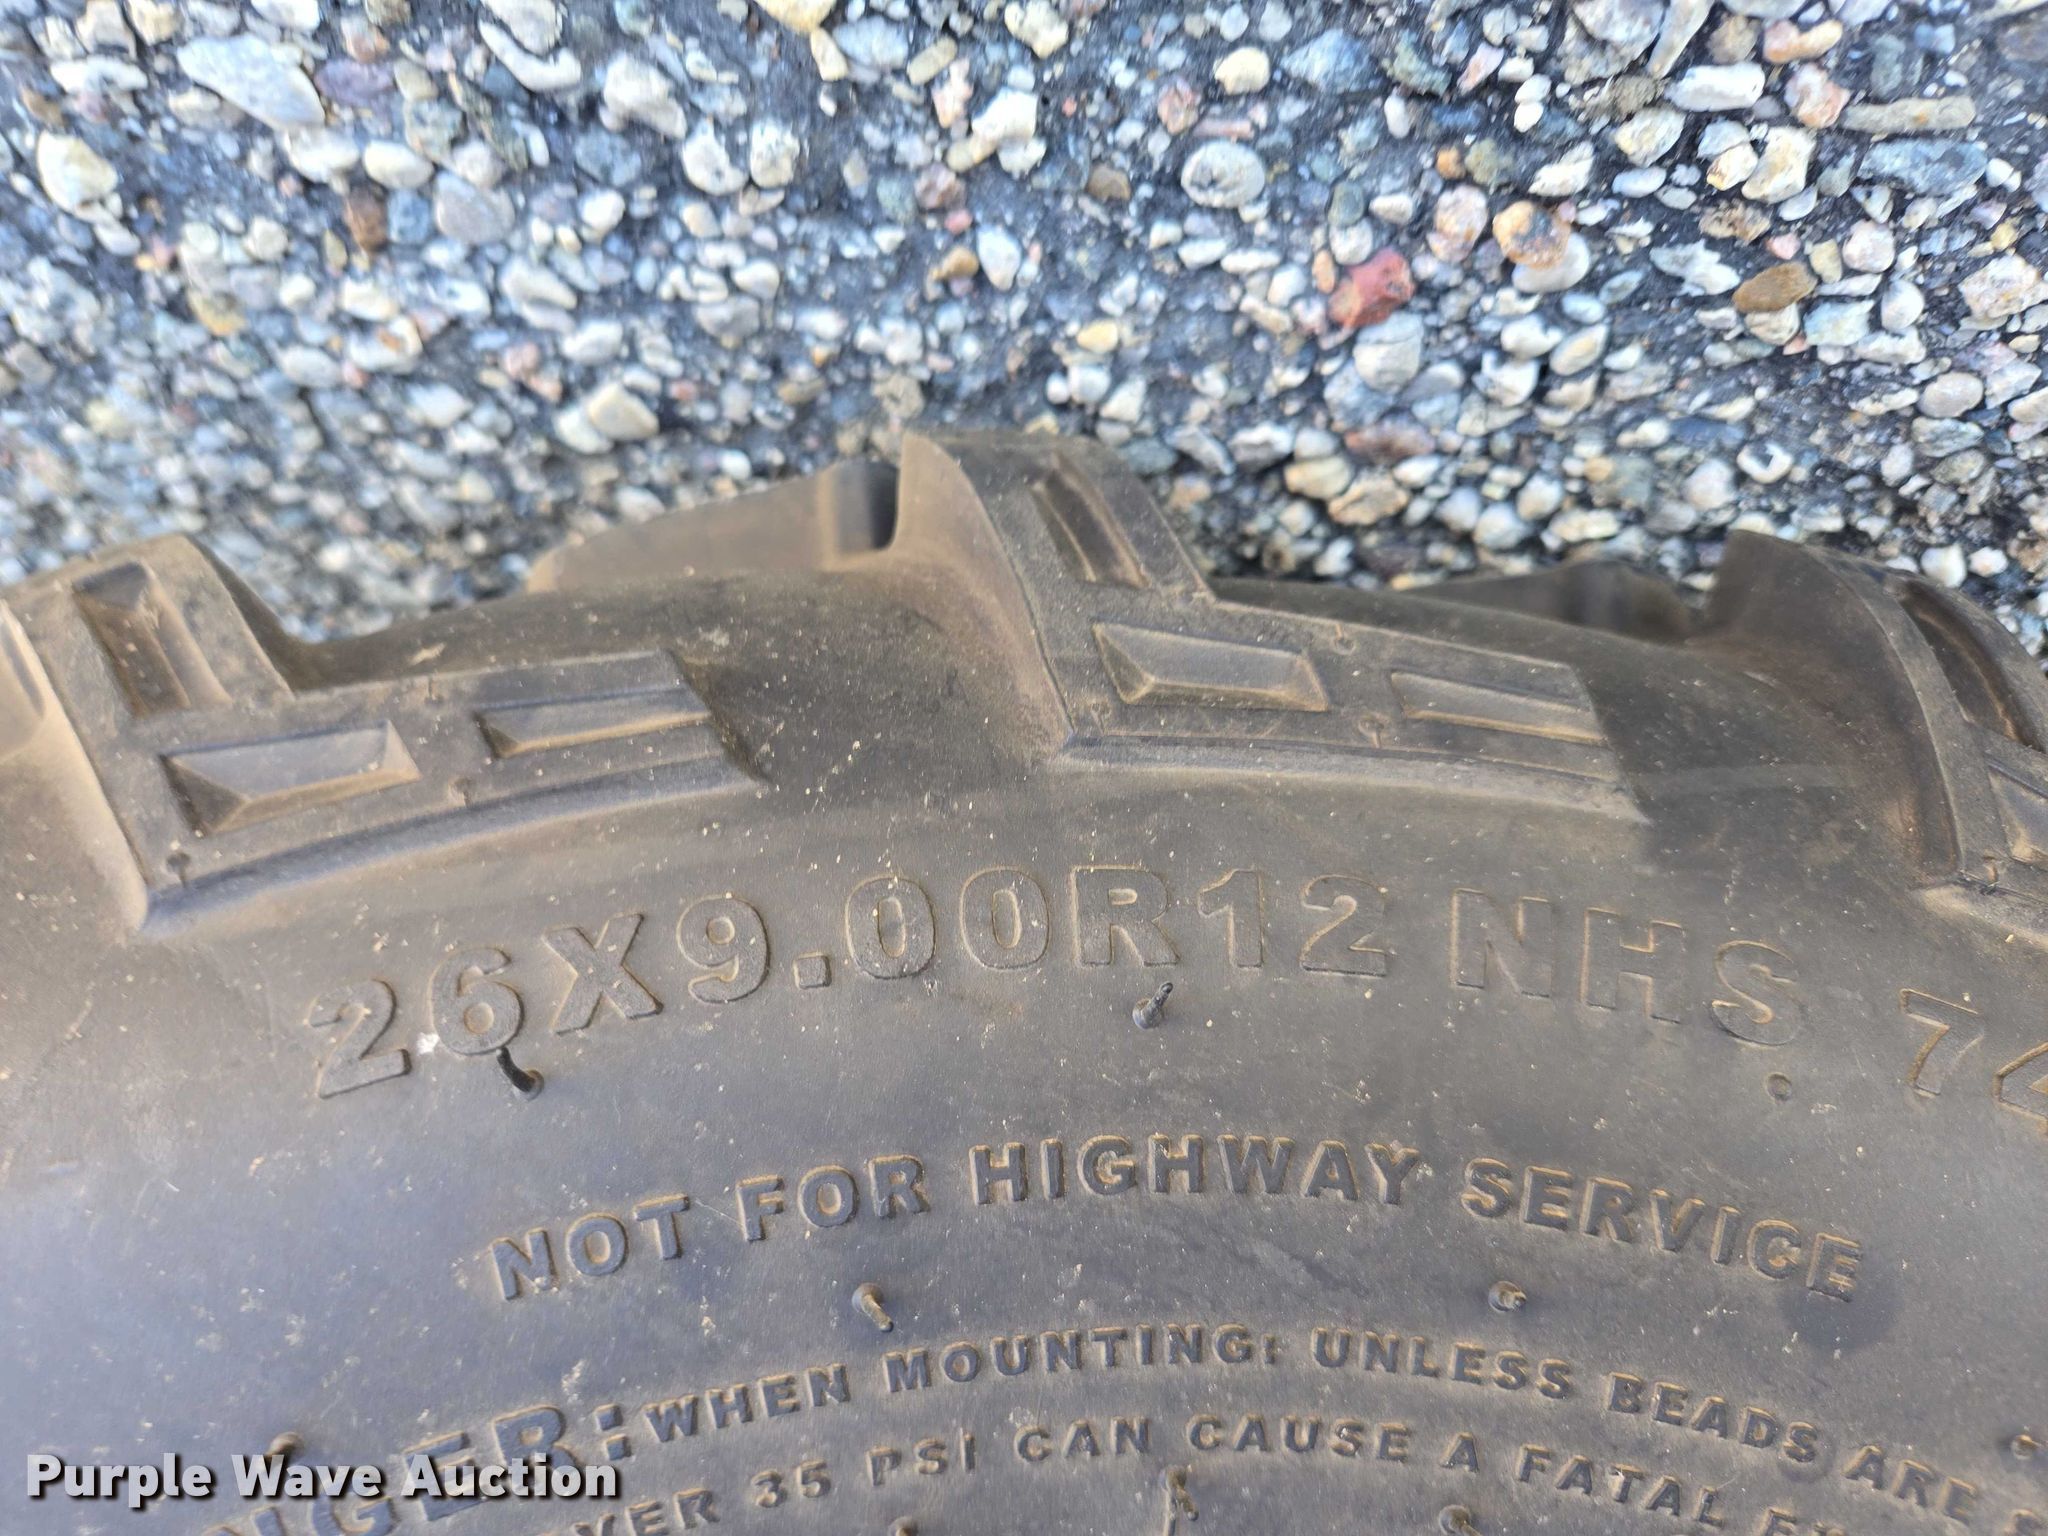 26X9.00R12 NHS 74
NOT FOR HIGHWAY SERVICE
WHEN MOUNTING: UNLESS BEADS ARE
35 PSI CAN CAUSE A FATAL
Purple Wave Auction